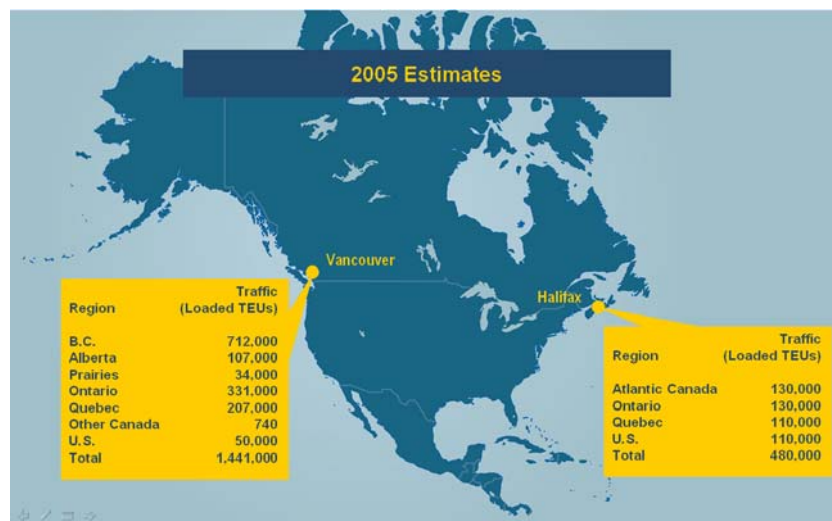 2005 Estimates
Vancouver
Halifax
Traffic
Region (Loaded TEUs)
B.C. 712,000
Alberta 107,000
Prairies 34,000
Ontario 331,000
Quebec 207,000
Other Canada 740
U.S. 50,000
Total 1,441,000
Traffic
Region (Loaded TEUs)
Atlantic Canada 130,000
Ontario 130,000
Quebec 110,000
U.S. 110,000
Total 480,000